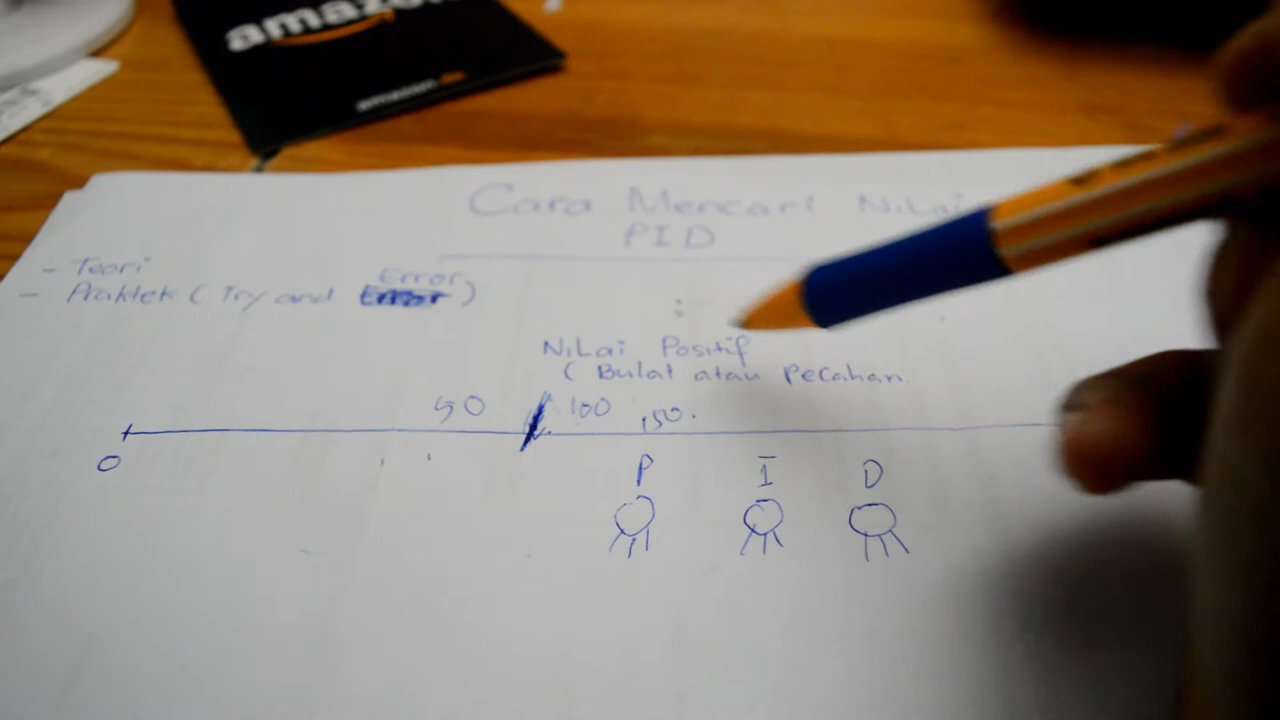 amazon
amazon.de
Cara Mencari Nilai
PID
- Teori
Error
- Praktek ( Try and Error )
Nilai Positif
( Bulat atau Pecahan.
50 100 150.
0
P I D